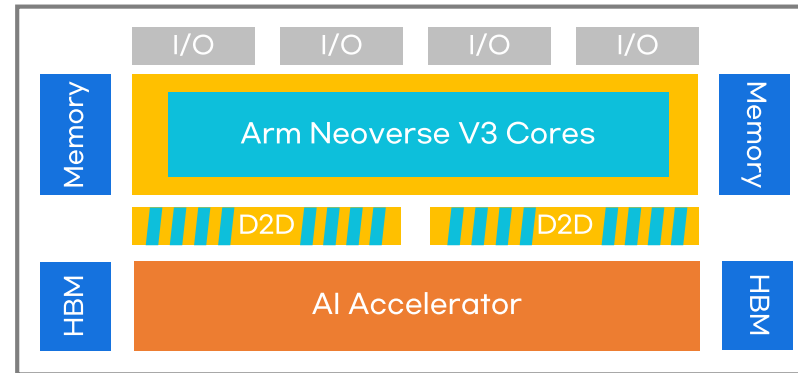 I/O
I/O
I/O
I/O
Memory
Arm Neoverse V3 Cores
Memory
D2D
D2D
HBM
AI Accelerator
HBM